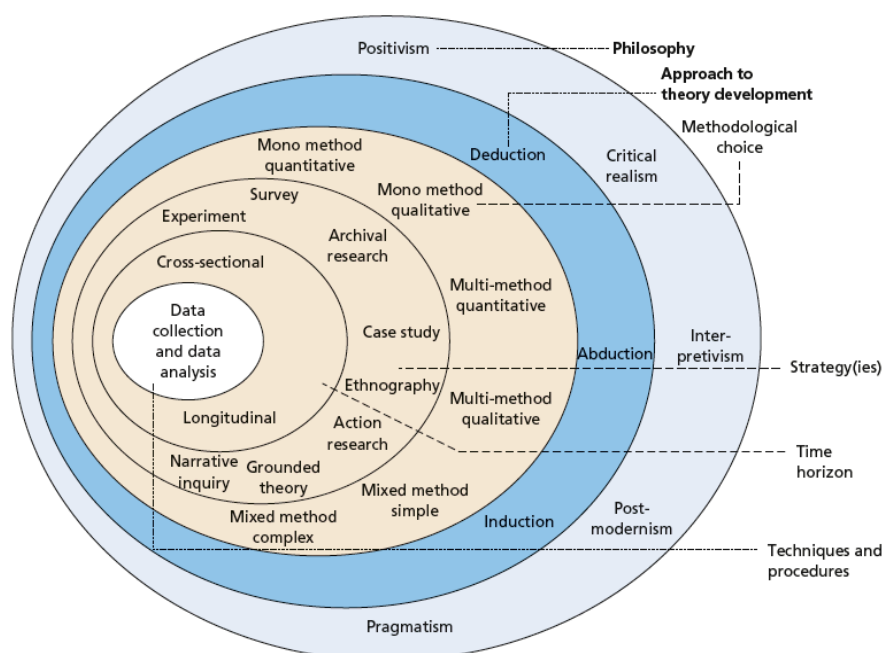 Positivism
Philosophy
Approach to
theory development
Methodological
choice
Deduction
Critical
realism
Mono method
quantitative
Mono method
qualitative
Survey
Experiment
Archival
research
Cross-sectional
Multi-method
quantitative
Data
collection
and data
analysis
Case study
Abduction
Inter-
pretivism
Strategy(ies)
Ethnography
Multi-method
qualitative
Longitudinal
Action
research
Time
horizon
Narrative
inquiry
Grounded
theory
Mixed method
simple
Mixed method
complex
Induction
Post-
modernism
Techniques and
procedures
Pragmatism